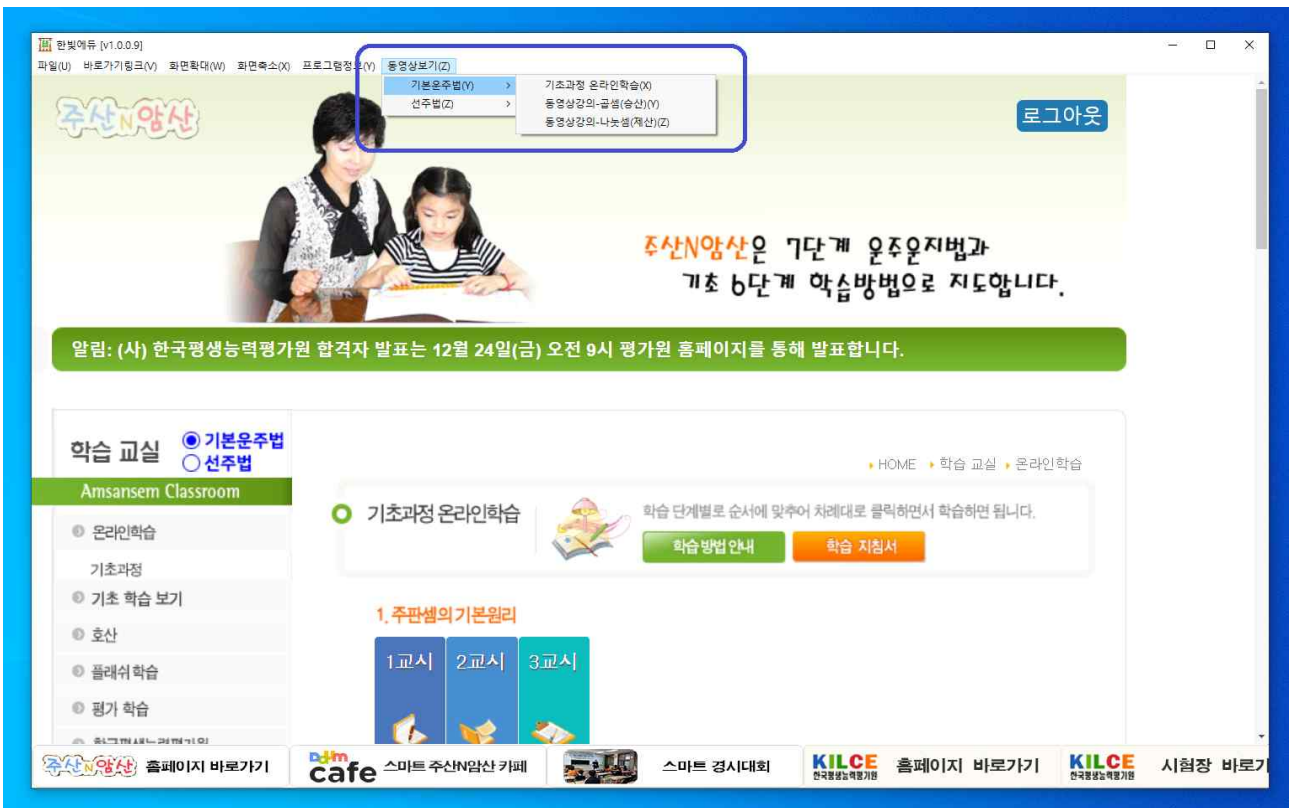 한빛에듀 [v1.0.0.9]
파일(U) 바로가기링크(V) 화면확대(W) 화면축소(X) 프로그램정보(Y) 동영상보기(Z)
기본운주법(Y) 기초과정 온라인학습(X)
선주법(Z) 동영상강의-곱셈(승산)(Y)
동영상강의-나눗셈(제산)(Z)
주산N암산
로그아웃
주산N암산은 7단계 운주운지법과
기초 6단계 학습방법으로 지도합니다.
알림: (사) 한국평생능력평가원 합격자 발표는 12월 24일(금) 오전 9시 평가원 홈페이지를 통해 발표합니다.
학습 교실
기본운주법
선주법
Amsansem Classroom
온라인학습
기초과정
기초 학습 보기
호산
플래쉬 학습
평가 학습
한국평생능력평가원
HOME 학습 교실 온라인학습
기초과정 온라인학습
학습 단계별로 순서에 맞추어 차례대로 클릭하면서 학습하면 됩니다.
학습 방법 안내 학습 지침서
1. 주판셈의 기본원리
1교시 2교시 3교시
주산N암산 홈페이지 바로가기
Daum cafe 스마트 주산N암산 카페
스마트 경시대회
KILCE 한국평생능력평가원 홈페이지 바로가기
KILCE 한국평생능력평가원 시험장 바로가